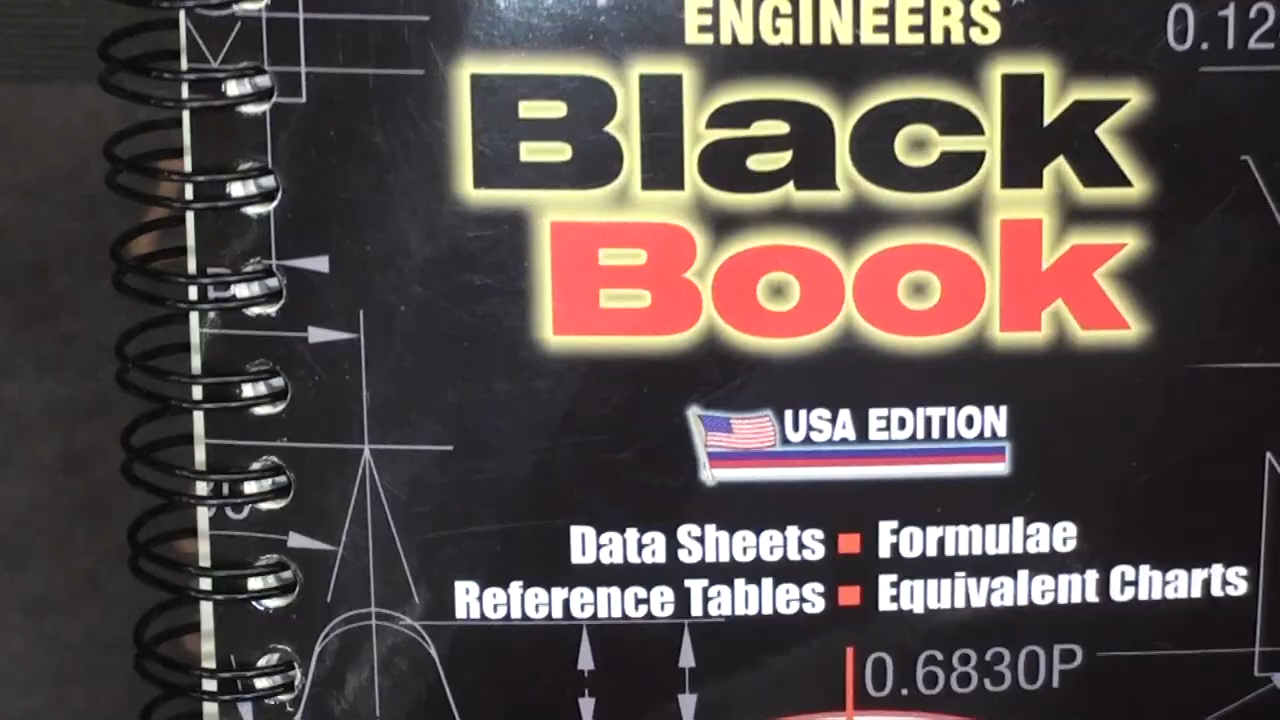 ENGINEERS
0.12
Black
Book
USA EDITION
Data Sheets ▪ Formulae
Reference Tables ▪ Equivalent Charts
0.6830P